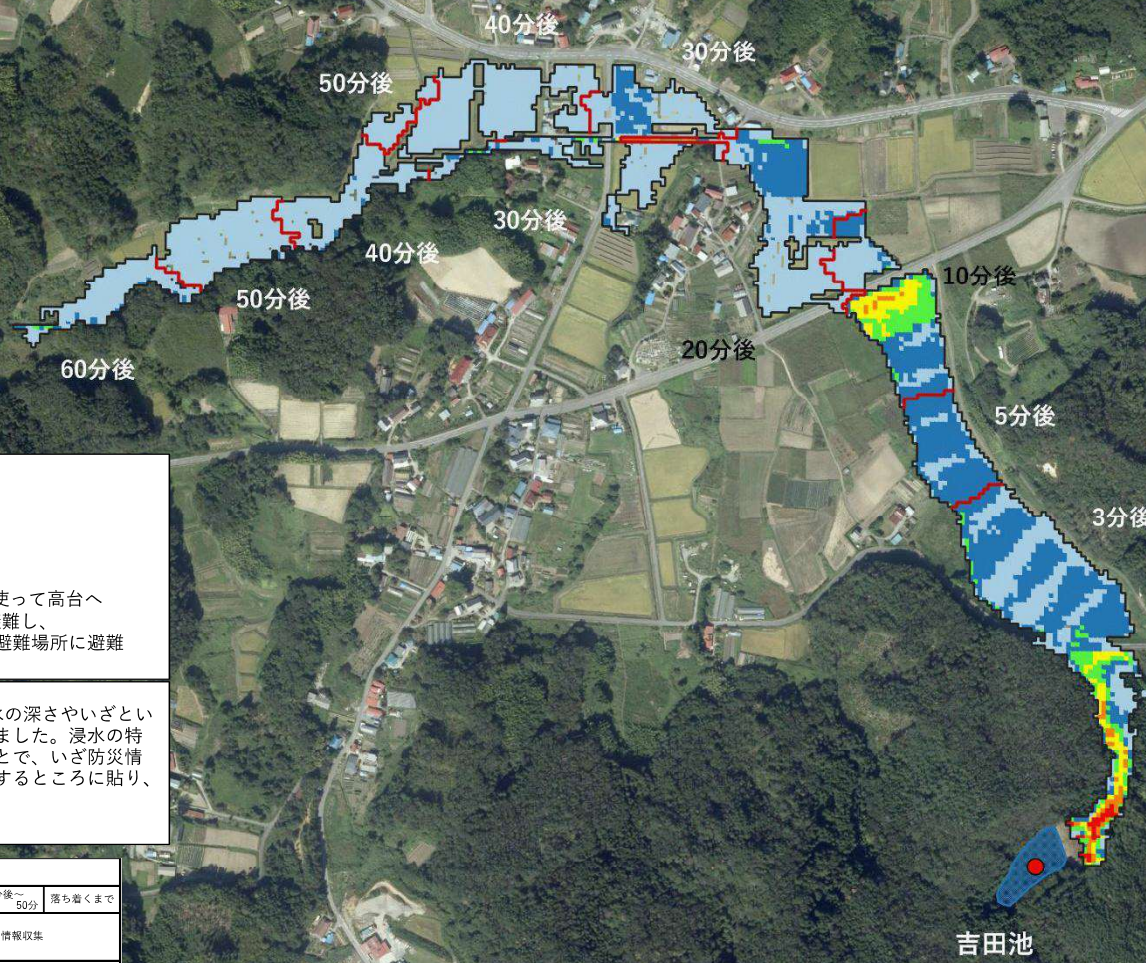 40分後
30分後
50分後
30分後
40分後
10分後
50分後
20分後
60分後
5分後
3分後
使って高台へ
難し、
避難場所に避難
水の深さやいざとい
ました。浸水の特
とで、いざ防災情
するところに貼り、
後〜
50分
落ち着くまで
情報収集
吉田池